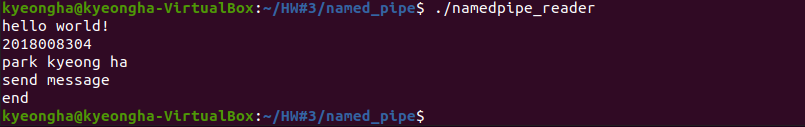 kyeongha@kyeongha-VirtualBox:~/HW#3/named_pipe$ ./namedpipe_reader
hello world!
2018008304
park kyeong ha
send message
end
kyeongha@kyeongha-VirtualBox:~/HW#3/named_pipe$